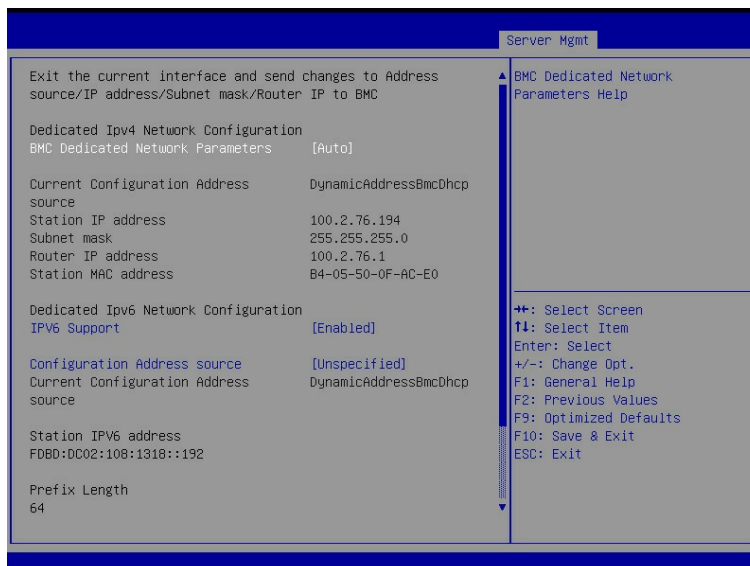 Server Mgmt
Exit the current interface and send changes to Address
source/IP address/Subnet mask/Router IP to BMC
Dedicated Ipv4 Network Configuration
BMC Dedicated Network Parameters [Auto]
Current Configuration Address DynamicAddressBmcDhcp
source
Station IP address 100.2.76.194
Subnet mask 255.255.255.0
Router IP address 100.2.76.1
Station MAC address B4-05-50-0F-AC-E0
Dedicated Ipv6 Network Configuration
IPV6 Support [Enabled]
Configuration Address source [Unspecified]
Current Configuration Address DynamicAddressBmcDhcp
source
Station IPV6 address
FDBD:DC02:108:1318::192
Prefix Length
64
BMC Dedicated Network
Parameters Help
→←: Select Screen
↑↓: Select Item
Enter: Select
+/-: Change Opt.
F1: General Help
F2: Previous Values
F9: Optimized Defaults
F10: Save & Exit
ESC: Exit